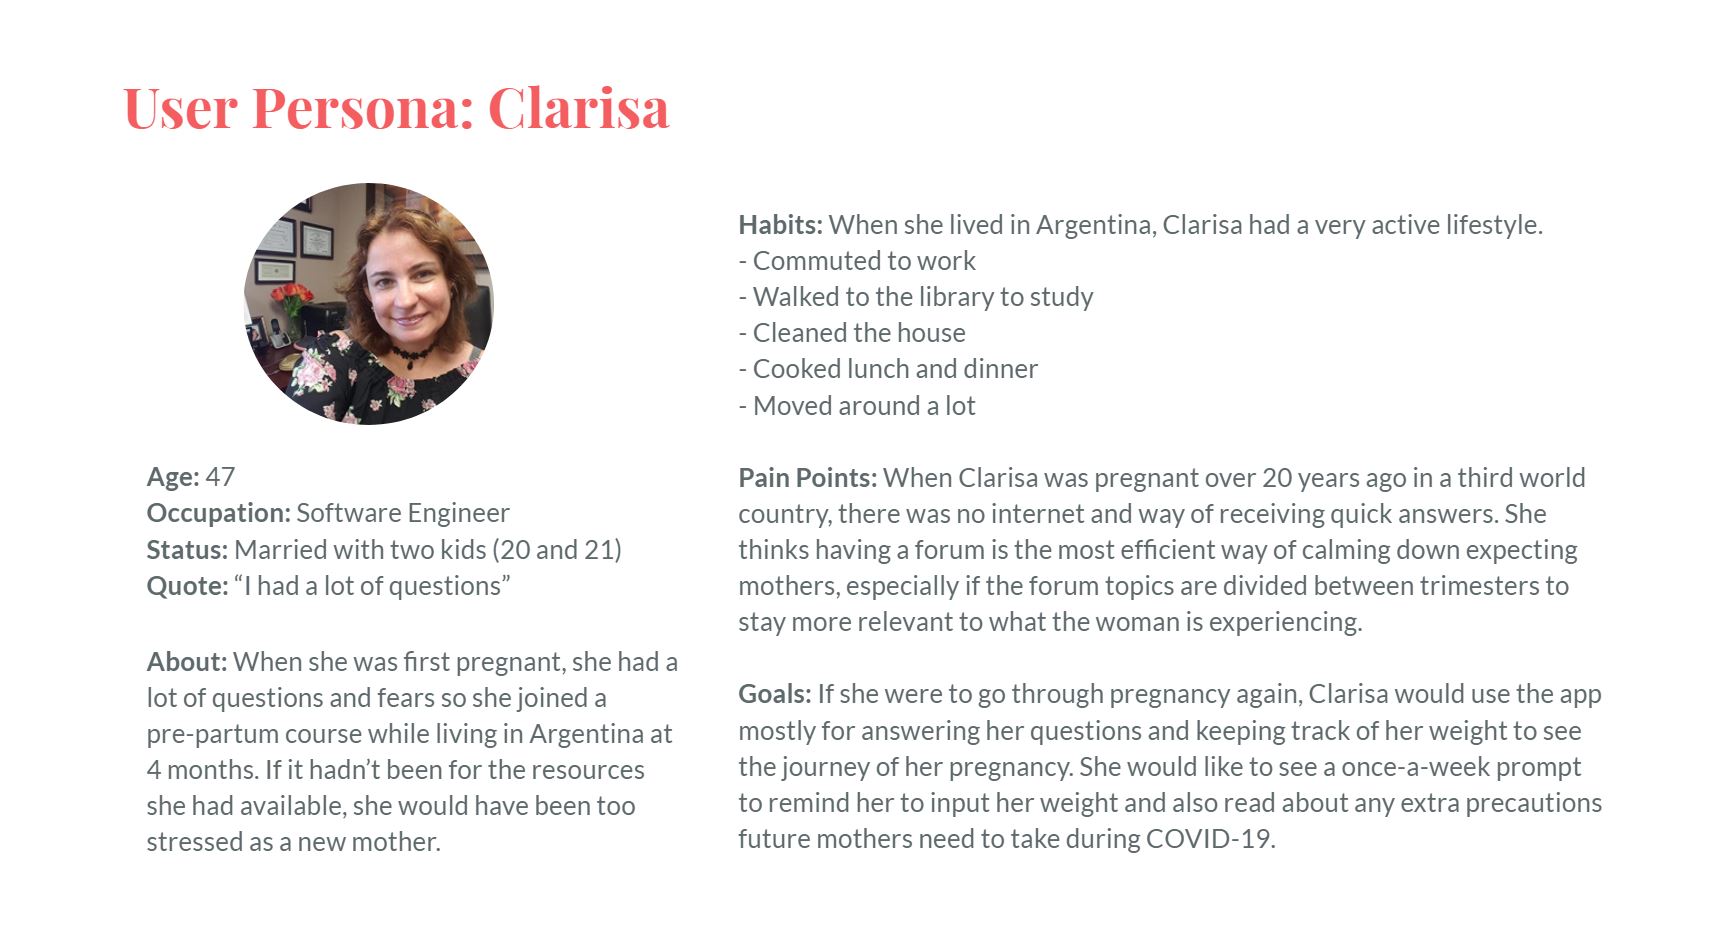 User Persona: Clarisa
Age: 47
Occupation: Software Engineer
Status: Married with two kids (20 and 21)
Quote: “I had a lot of questions”
About: When she was first pregnant, she had a
lot of questions and fears so she joined a
pre-partum course while living in Argentina at
4 months. If it hadn’t been for the resources
she had available, she would have been too
stressed as a new mother.
Habits: When she lived in Argentina, Clarisa had a very active lifestyle.
- Commuted to work
- Walked to the library to study
- Cleaned the house
- Cooked lunch and dinner
- Moved around a lot
Pain Points: When Clarisa was pregnant over 20 years ago in a third world
country, there was no internet and way of receiving quick answers. She
thinks having a forum is the most efficient way of calming down expecting
mothers, especially if the forum topics are divided between trimesters to
stay more relevant to what the woman is experiencing.
Goals: If she were to go through pregnancy again, Clarisa would use the app
mostly for answering her questions and keeping track of her weight to see
the journey of her pregnancy. She would like to see a once-a-week prompt
to remind her to input her weight and also read about any extra precautions
future mothers need to take during COVID-19.